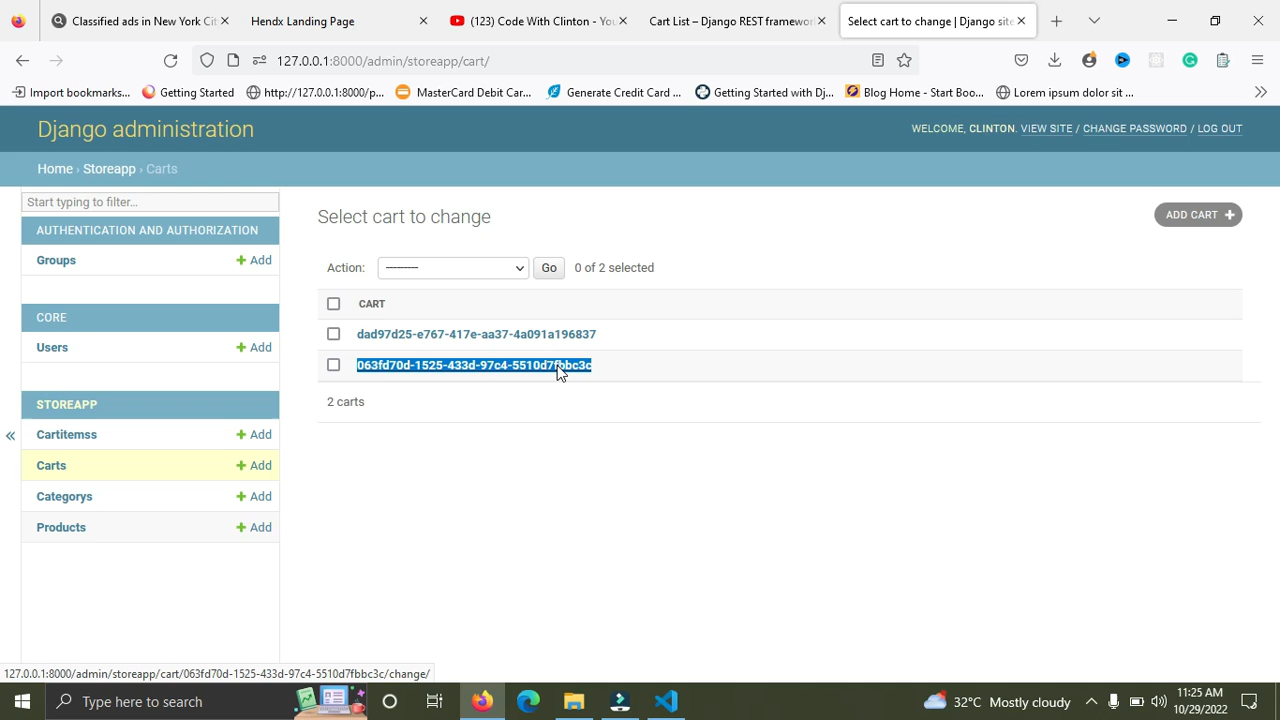 Classified ads in New York Cit
Hendx Landing Page
(123) Code With Clinton - You
Cart List – Django REST framewor
Select cart to change | Django site
127.0.0.1:8000/admin/storeapp/cart/
Import bookmarks...
Getting Started
http://127.0.0.1:8000/p...
MasterCard Debit Car...
Generate Credit Card ...
Getting Started with Dj...
Blog Home - Start Boo...
Lorem ipsum dolor sit ...
Django administration
WELCOME, CLINTON. VIEW SITE / CHANGE PASSWORD / LOG OUT
Home › Storeapp › Carts
Start typing to filter...
AUTHENTICATION AND AUTHORIZATION
Groups
Add
CORE
Users
Add
STOREAPP
Cartitemss
Add
Carts
Add
Categorys
Add
Products
Add
Select cart to change
ADD CART
Action: --------- Go 0 of 2 selected
CART
dad97d25-e767-417e-aa37-4a091a196837
063fd70d-1525-433d-97c4-5510d7fbbc3c
2 carts
127.0.0.1:8000/admin/storeapp/cart/063fd70d-1525-433d-97c4-5510d7fbbc3c/change/
Type here to search
32°C Mostly cloudy
11:25 AM
10/29/2022